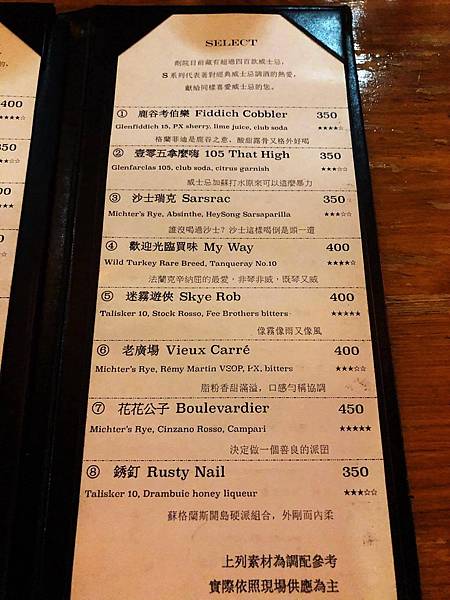 SELECT
劇院目前藏有超過四百款威士忌,
S 系列代表著對經典威士忌調酒的熱愛,
獻給同樣喜愛威士忌的您。
① 鹿谷考伯樂 Fiddich Cobbler 350
Glenfiddich 15, PX sherry, lime juice, club soda ★★★★☆
格蘭菲迪是鹿谷之意、酸甜露骨又格外好喝
② 壹零五拿麼嗨 105 That High 350
Glenfarclas 105, club soda, citrus garnish ★★★☆☆
威士忌加蘇打水原來可以這麼暴力
③ 沙士瑞克 Sarsrac 350
Michter's Rye, Absinthe, HeySong Sarsaparilla ★★★☆☆
誰沒喝過沙士? 沙士這樣喝倒是頭一遭
④ 歡迎光臨買味 My Way 400
Wild Turkey Rare Breed, Tanqueray No.10 ★★★★☆
法蘭克辛納屈的最愛，非琴非威，既琴又威
⑤ 迷霧遊俠 Skye Rob 400
Talisker 10, Stock Rosso, Fee Brothers bitters ★★★★★
像霧像雨又像風
⑥ 老廣場 Vieux Carré 400
Michter's Rye, Rémy Martin VSOP, PX, bitters ★★★☆☆
脂粉香甜滿溢，口感勻稱協調
⑦ 花花公子 Boulevardier 450
Michter's Rye, Cinzano Rosso, Campari ★★★★★
決定做一個善良的派囝
⑧ 銹釘 Rusty Nail 350
Talisker 10, Drambuie honey liqueur ★★★☆☆
蘇格蘭斯開島硬派組合，外剛而內柔
上列素材為調配參考
實際依照現場供應為主
400
350
350